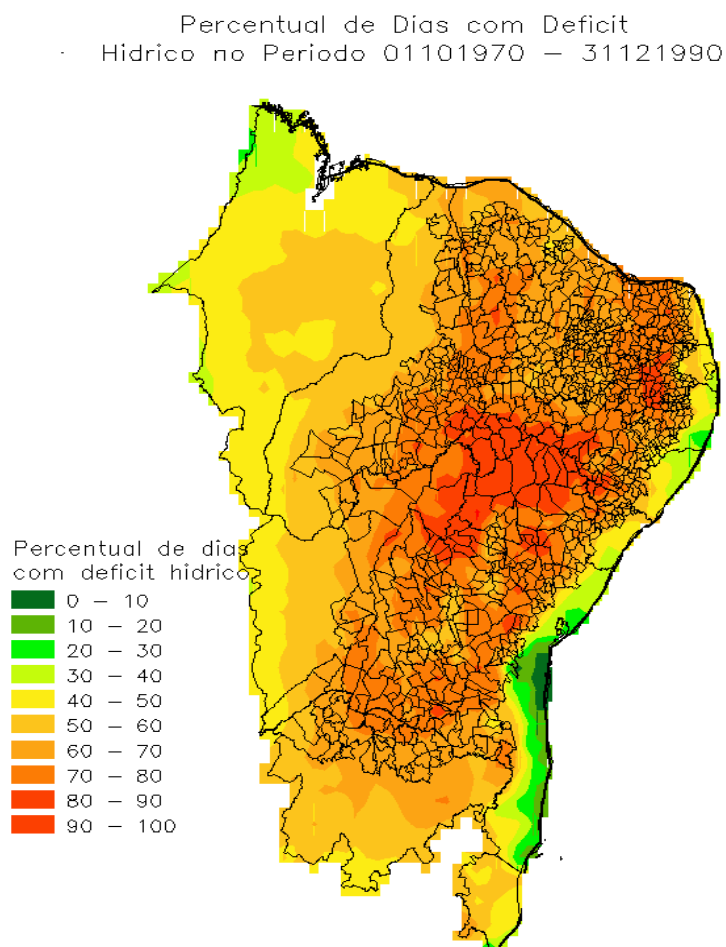 Percentual de Dias com Deficit
Hidrico no Periodo 01101970 – 31121990
Percentual de dias
com deficit hidrico
0 – 10
10 – 20
20 – 30
30 – 40
40 – 50
50 – 60
60 – 70
70 – 80
80 – 90
90 – 100